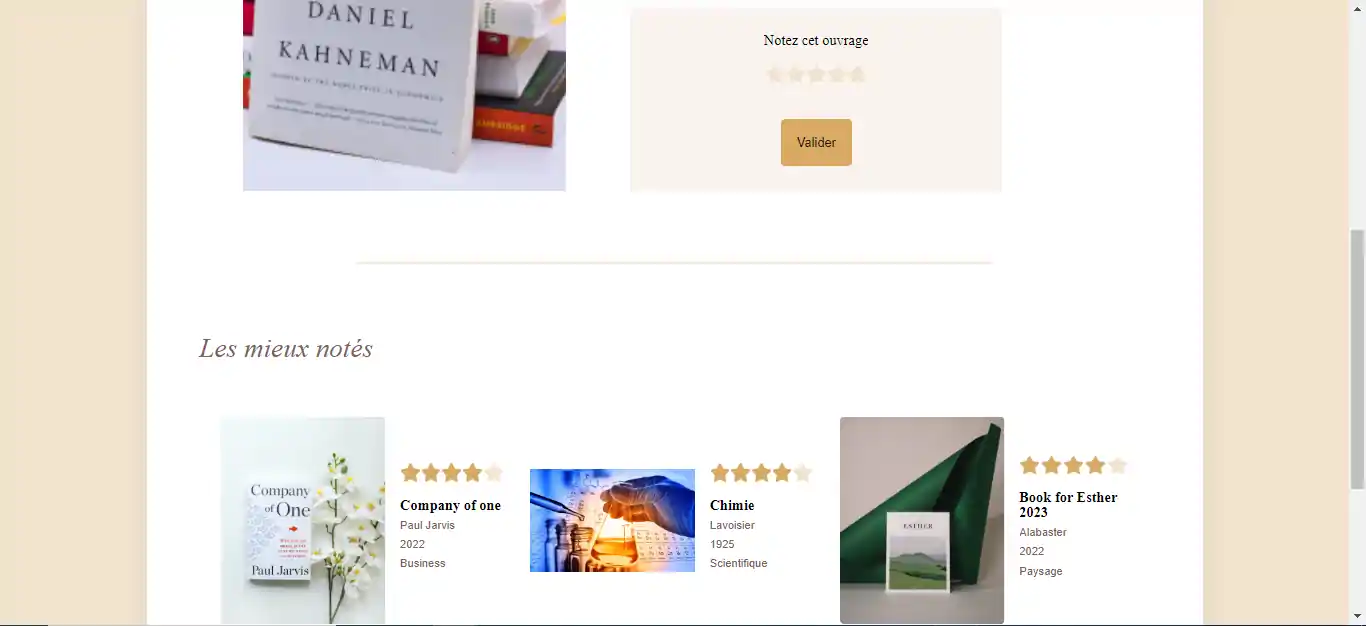 DANIEL
KAHNEMAN
Notez cet ouvrage
Valider
Les mieux notés
Company
of One
Paul Jarvis
Company of one
Paul Jarvis
2022
Business
Chimie
Lavoisier
1925
Scientifique
ESTHER
Book for Esther
2023
Alabaster
2022
Paysage